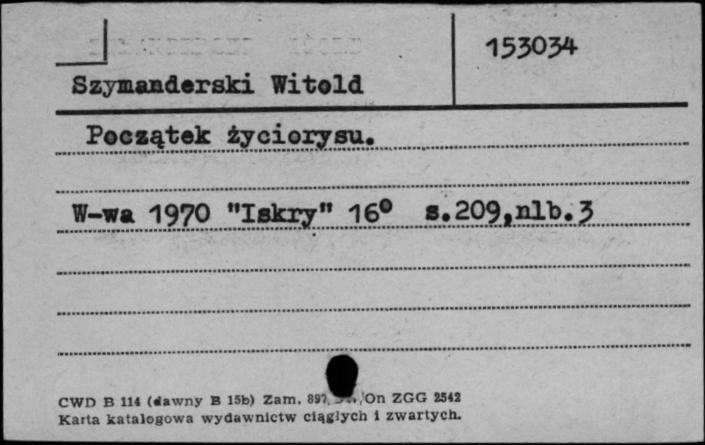 153034
Szymanderski Witold
Początek życiorysu.
W-wa 1970 "Iskry" 16° s.209,nlb.3
CWD B 114 (dawny B 15b) Zam. 897, /On ZGG 2542
Karta katalogowa wydawnictw ciągłych i zwartych.